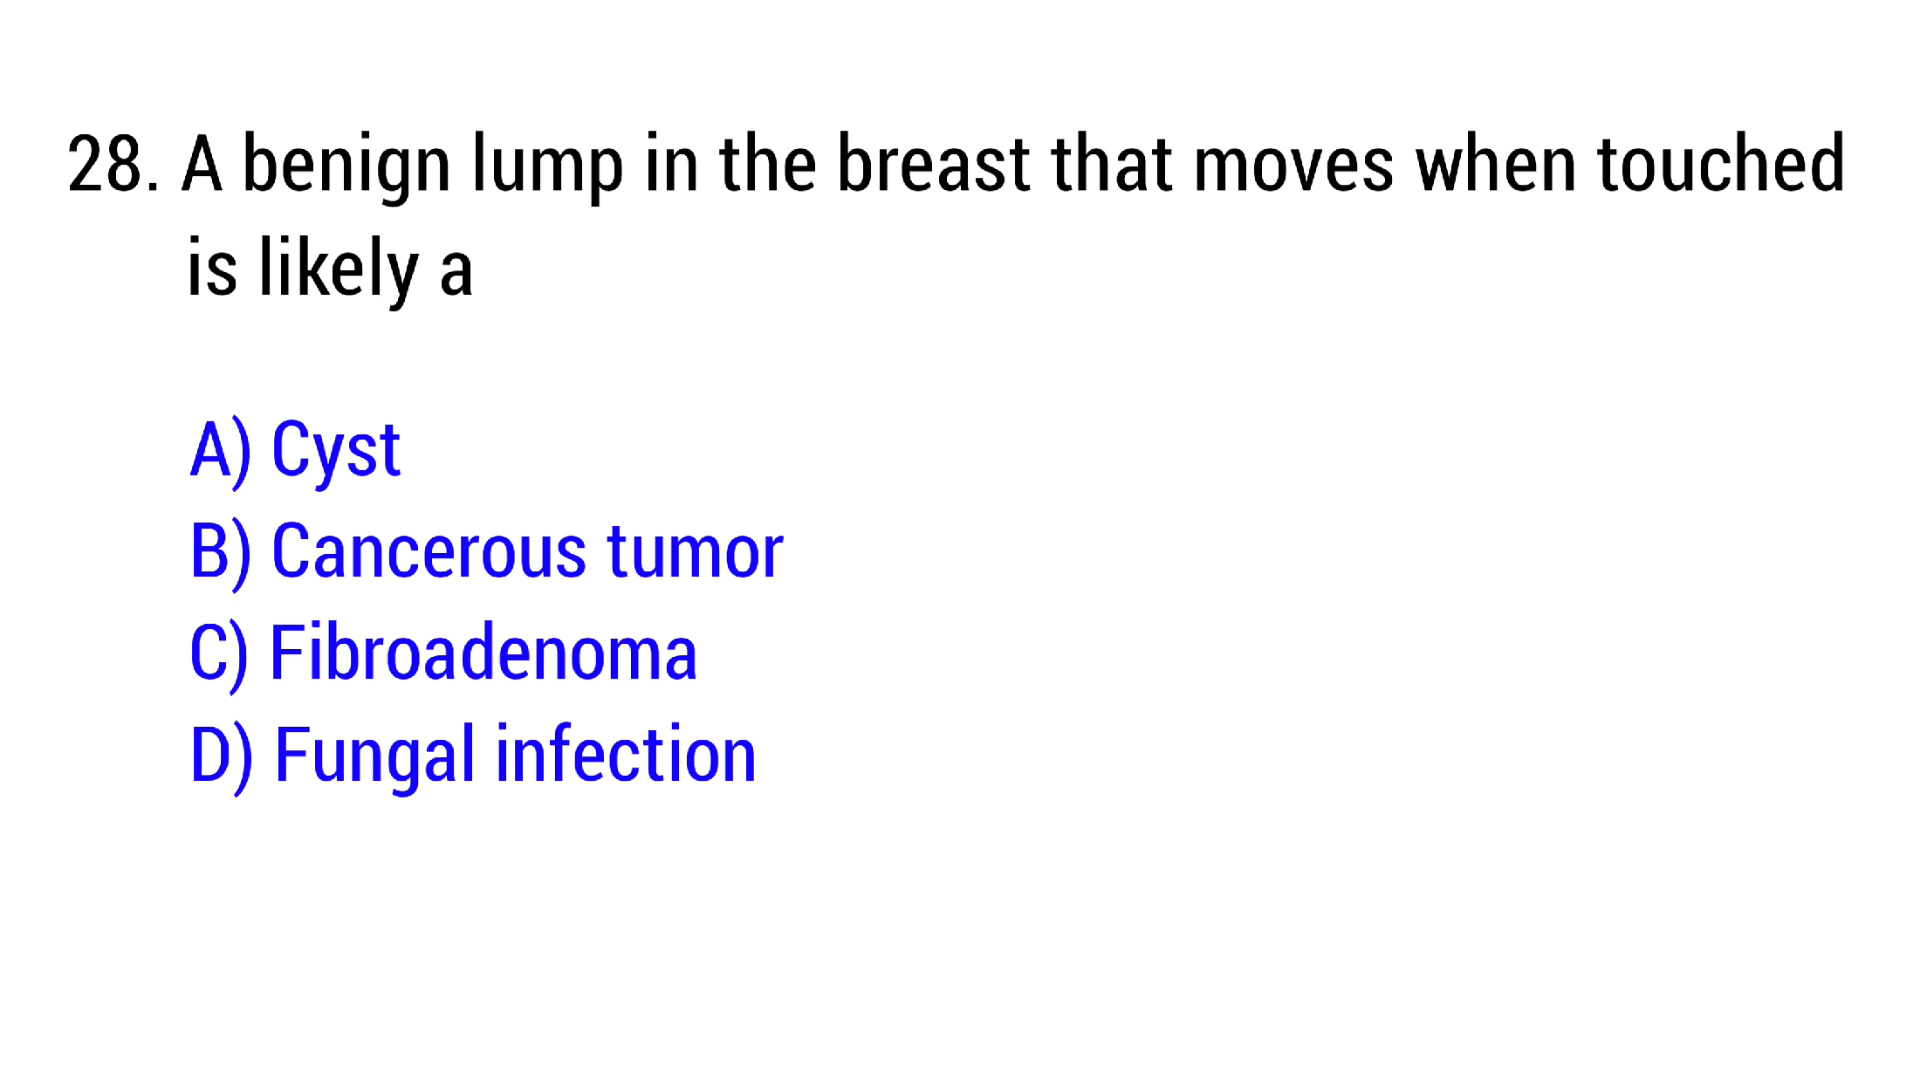 28. A benign lump in the breast that moves when touched
is likely a
A) Cyst
B) Cancerous tumor
C) Fibroadenoma
D) Fungal infection